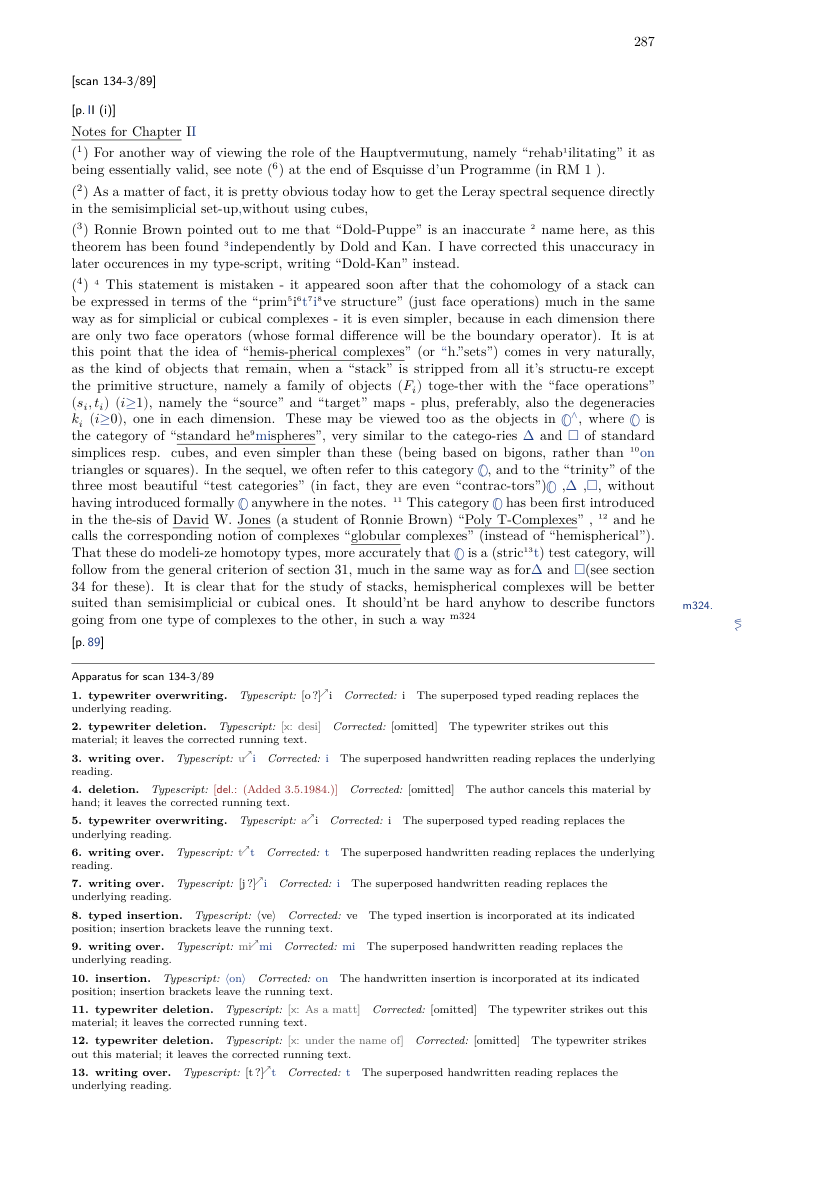 287
[scan 134-3/89]
[p. II (i)]
Notes for Chapter II
(¹) For another way of viewing the role of the Hauptvermutung, namely “rehab¹ilitating” it as
being essentially valid, see note (⁶) at the end of Esquisse d'un Programme (in RM 1 ).
(²) As a matter of fact, it is pretty obvious today how to get the Leray spectral sequence directly
in the semisimplicial set-up,without using cubes,
(³) Ronnie Brown pointed out to me that “Dold-Puppe” is an inaccurate ² name here, as this
theorem has been found ³independently by Dold and Kan. I have corrected this unaccuracy in
later occurences in my type-script, writing “Dold-Kan” instead.
(⁴) ⁴ This statement is mistaken - it appeared soon after that the cohomology of a stack can
be expressed in terms of the “prim⁵i⁶t⁷i⁸ve structure” (just face operations) much in the same
way as for simplicial or cubical complexes - it is even simpler, because in each dimension there
are only two face operators (whose formal difference will be the boundary operator). It is at
this point that the idea of “hemis-pherical complexes” (or “h.”sets”) comes in very naturally,
as the kind of objects that remain, when a “stack” is stripped from all it's structu-re except
the primitive structure, namely a family of objects (Fᵢ) toge-ther with the “face operations”
(sᵢ, tᵢ) (i≥1), namely the “source” and “target” maps - plus, preferably, also the degeneracies
kᵢ (i≥0), one in each dimension. These may be viewed too as the objects in ^, where is
the category of “standard he⁹mispheres”, very similar to the catego-ries Δ and □ of standard
simplices resp. cubes, and even simpler than these (being based on bigons, rather than ¹⁰on
triangles or squares). In the sequel, we often refer to this category , and to the “trinity” of the
three most beautiful “test categories” (in fact, they are even “contrac-tors”) ,Δ ,□, without
having introduced formally anywhere in the notes. ¹¹ This category has been first introduced
in the the-sis of David W. Jones (a student of Ronnie Brown) “Poly T-Complexes” , ¹² and he
calls the corresponding notion of complexes “globular complexes” (instead of “hemispherical”).
That these do modeli-ze homotopy types, more accurately that is a (stric¹³t) test category, will
follow from the general criterion of section 31, much in the same way as forΔ and □(see section
34 for these). It is clear that for the study of stacks, hemispherical complexes will be better
suited than semisimplicial or cubical ones. It should'nt be hard anyhow to describe functors
going from one type of complexes to the other, in such a way ᵐ³²⁴
m324.
[p. 89]
Apparatus for scan 134-3/89
1. typewriter overwriting. Typescript: [o ?]↗i Corrected: i The superposed typed reading replaces the
underlying reading.
2. typewriter deletion. Typescript: [x: desi] Corrected: [omitted] The typewriter strikes out this
material; it leaves the corrected running text.
3. writing over. Typescript: u↗i Corrected: i The superposed handwritten reading replaces the underlying
reading.
4. deletion. Typescript: [del.: (Added 3.5.1984.)] Corrected: [omitted] The author cancels this material by
hand; it leaves the corrected running text.
5. typewriter overwriting. Typescript: a↗i Corrected: i The superposed typed reading replaces the
underlying reading.
6. writing over. Typescript: t↗t Corrected: t The superposed handwritten reading replaces the underlying
reading.
7. writing over. Typescript: [j ?]↗i Corrected: i The superposed handwritten reading replaces the
underlying reading.
8. typed insertion. Typescript: ⟨ve⟩ Corrected: ve The typed insertion is incorporated at its indicated
position; insertion brackets leave the running text.
9. writing over. Typescript: mi↗mi Corrected: mi The superposed handwritten reading replaces the
underlying reading.
10. insertion. Typescript: ⟨on⟩ Corrected: on The handwritten insertion is incorporated at its indicated
position; insertion brackets leave the running text.
11. typewriter deletion. Typescript: [x: As a matt] Corrected: [omitted] The typewriter strikes out this
material; it leaves the corrected running text.
12. typewriter deletion. Typescript: [x: under the name of] Corrected: [omitted] The typewriter strikes
out this material; it leaves the corrected running text.
13. writing over. Typescript: [t ?]↗t Corrected: t The superposed handwritten reading replaces the
underlying reading.